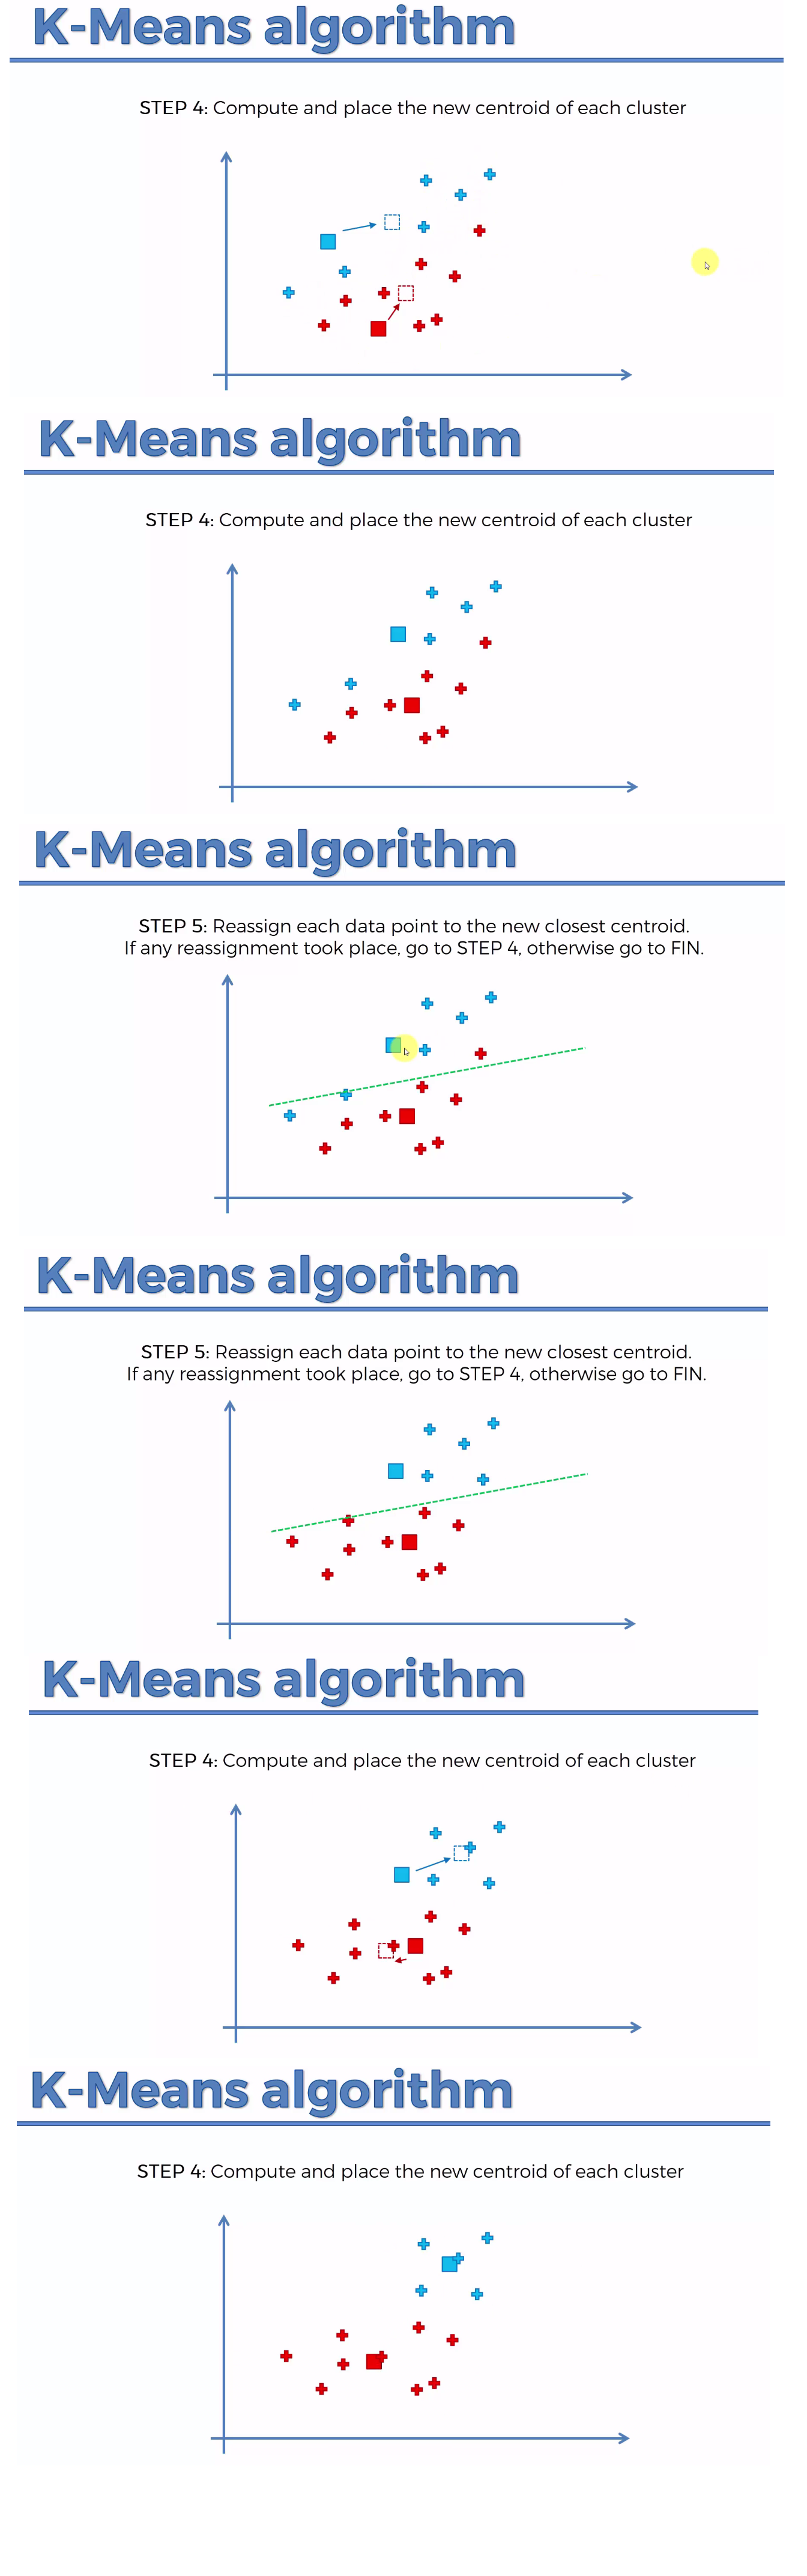 K-Means algorithm
STEP 4: Compute and place the new centroid of each cluster
K-Means algorithm
STEP 4: Compute and place the new centroid of each cluster
K-Means algorithm
STEP 5: Reassign each data point to the new closest centroid.
If any reassignment took place, go to STEP 4, otherwise go to FIN.
K-Means algorithm
STEP 5: Reassign each data point to the new closest centroid.
If any reassignment took place, go to STEP 4, otherwise go to FIN.
K-Means algorithm
STEP 4: Compute and place the new centroid of each cluster
K-Means algorithm
STEP 4: Compute and place the new centroid of each cluster